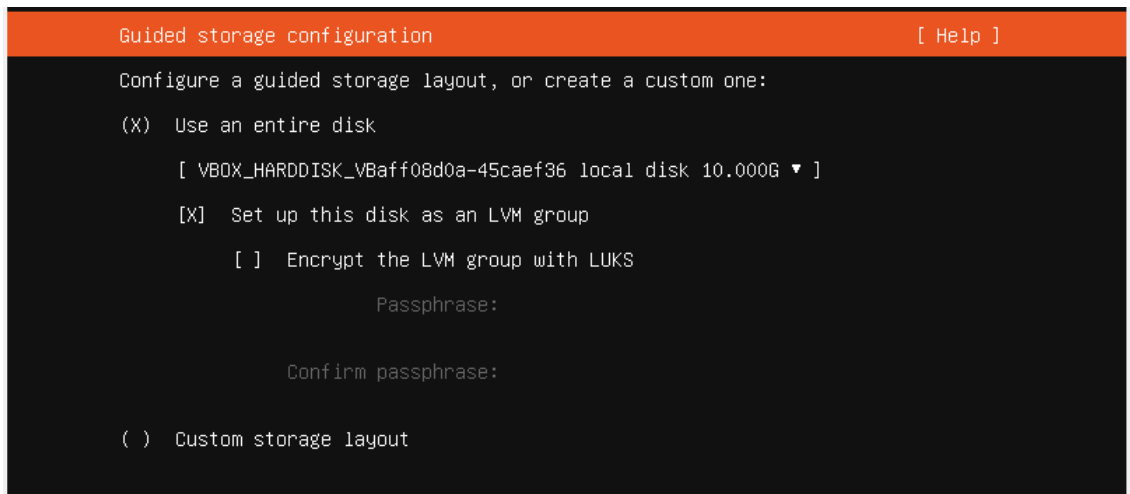 Guided storage configuration [ Help ]
Configure a guided storage layout, or create a custom one:
(X) Use an entire disk
[ VBOX_HARDDISK_VBaff08d0a-45caef36 local disk 10.000G ▾ ]
[X] Set up this disk as an LVM group
[ ] Encrypt the LVM group with LUKS
Passphrase:
Confirm passphrase:
( ) Custom storage layout